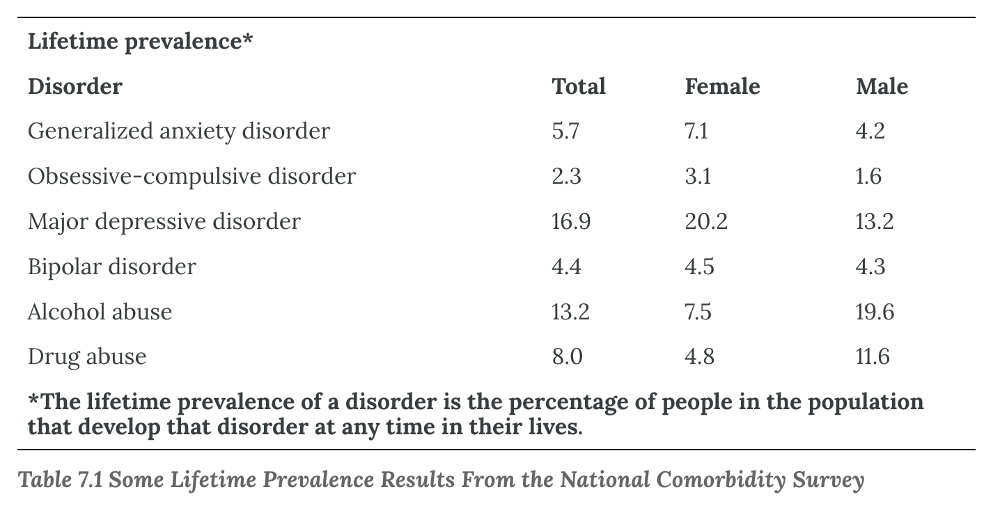 Lifetime prevalence*
Disorder Total Female Male
Generalized anxiety disorder 5.7 7.1 4.2
Obsessive-compulsive disorder 2.3 3.1 1.6
Major depressive disorder 16.9 20.2 13.2
Bipolar disorder 4.4 4.5 4.3
Alcohol abuse 13.2 7.5 19.6
Drug abuse 8.0 4.8 11.6
*The lifetime prevalence of a disorder is the percentage of people in the population
that develop that disorder at any time in their lives.
Table 7.1 Some Lifetime Prevalence Results From the National Comorbidity Survey